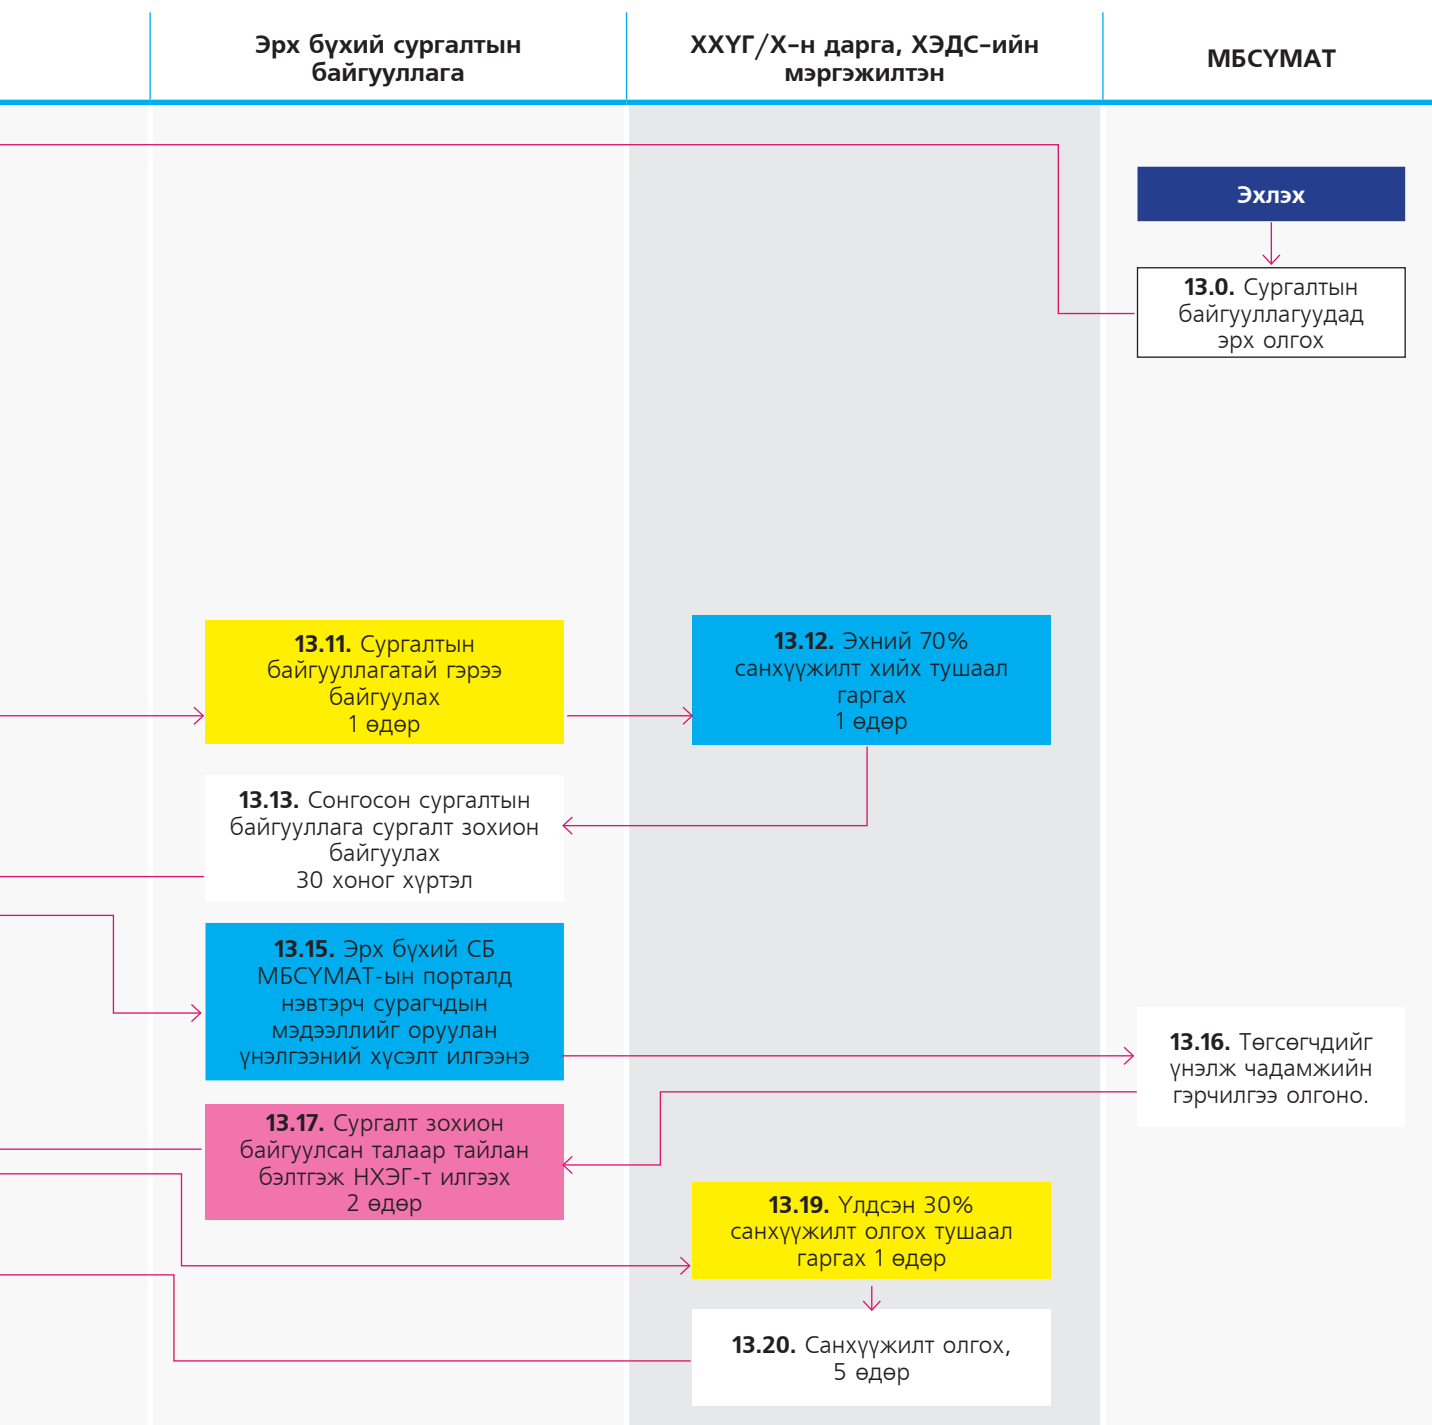 Эрх бүхий сургалтын
байгууллага
ХХҮГ/Х-н дарга, ХЭДС-ийн
мэргэжилтэн
МБСҮМАТ
Эхлэх
13.0. Сургалтын
байгууллагуудад
эрх олгох
13.11. Сургалтын
байгууллагатай гэрээ
байгуулах
1 өдөр
13.12. Эхний 70%
санхүүжилт хийх тушаал
гаргах
1 өдөр
13.13. Сонгосон сургалтын
байгууллага сургалт зохион
байгуулах
30 хоног хүртэл
13.15. Эрх бүхий СБ
МБСҮМАТ-ын порталд
нэвтэрч сурагчдын
мэдээллийг оруулан
үнэлгээний хүсэлт илгээнэ
13.16. Төгсөгчдийг
үнэлж чадамжийн
гэрчилгээ олгоно.
13.17. Сургалт зохион
байгуулсан талаар тайлан
бэлтгэж НХЭГ-т илгээх
2 өдөр
13.19. Үлдсэн 30%
санхүүжилт олгох тушаал
гаргах 1 өдөр
13.20. Санхүүжилт олгох,
5 өдөр